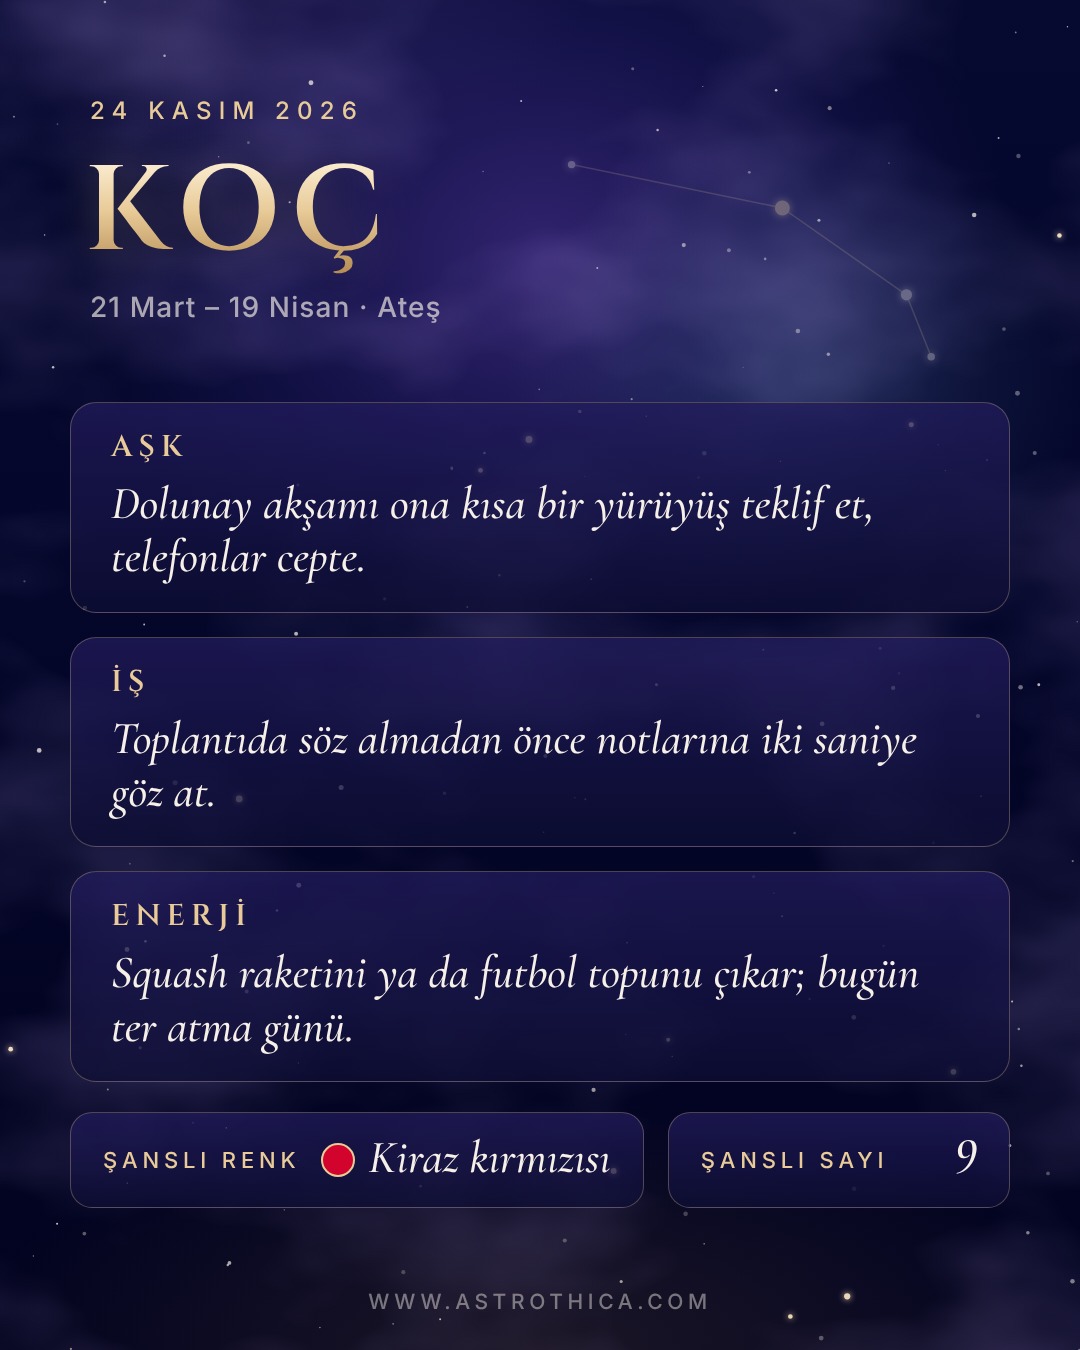 24 KASIM 2026
KOÇ
21 Mart – 19 Nisan · Ateş
AŞK
Dolunay akşamı ona kısa bir yürüyüş teklif et,
telefonlar cepte.
İŞ
Toplantıda söz almadan önce notlarına iki saniye
göz at.
ENERJİ
Squash raketini ya da futbol topunu çıkar; bugün
ter atma günü.
ŞANSLI RENK Kiraz kırmızısı
ŞANSLI SAYI 9
WWW.ASTROTHICA.COM